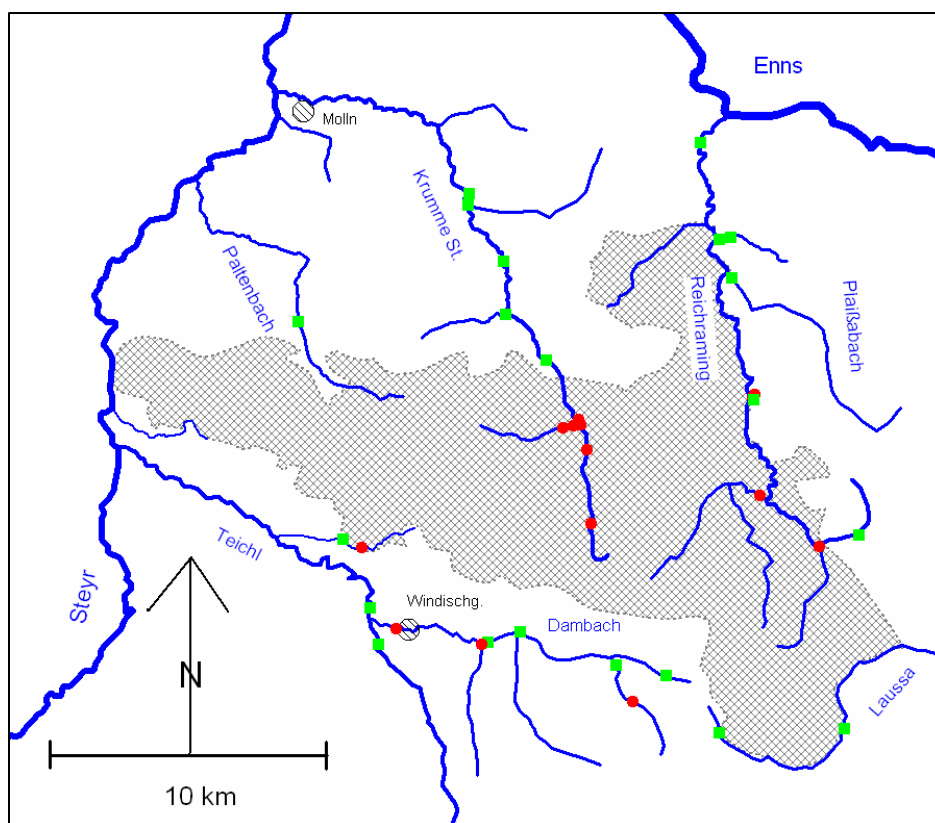 Enns
Molln
Krumme St.
Paltenbach
Reichraming
Plaißabach
Teichl
Steyr
Windischg.
Dambach
Laussa
N
10 km